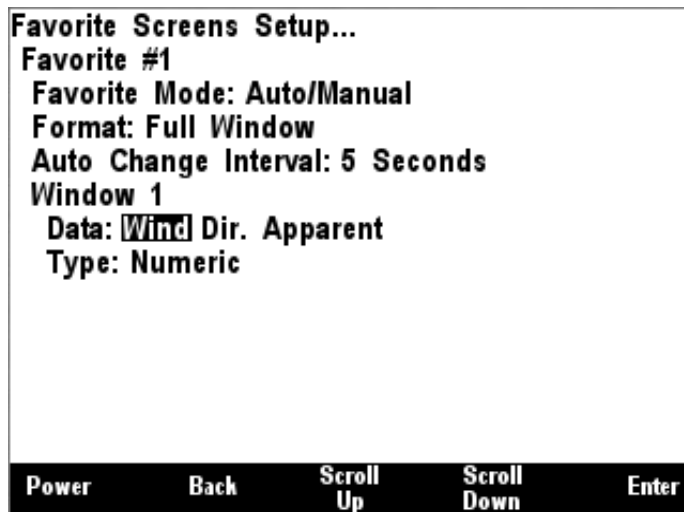 Favorite Screens Setup...
Favorite #1
Favorite Mode: Auto/Manual
Format: Full Window
Auto Change Interval: 5 Seconds
Window 1
Data: Wind Dir. Apparent
Type: Numeric
Power Back Scroll Up Scroll Down Enter